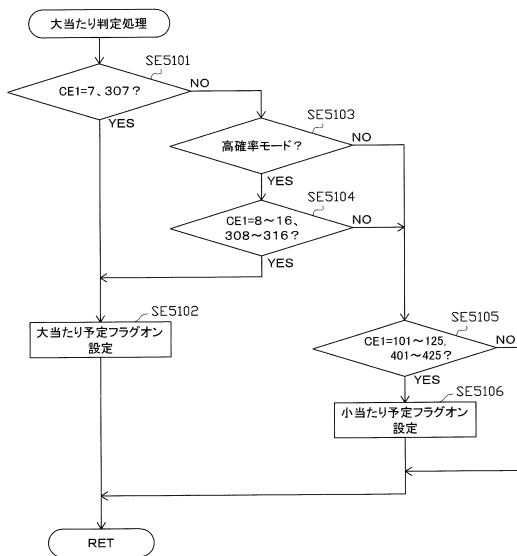 大当たり判定処理
SE5101
CE1=7、307?
NO
YES
SE5103
高確率モード?
NO
YES
SE5104
CE1=8~16、
308~316?
NO
YES
SE5102
大当たり予定フラグオン
設定
SE5105
CE1=101~125,
401~425?
NO
YES
SE5106
小当たり予定フラグオン
設定
RET